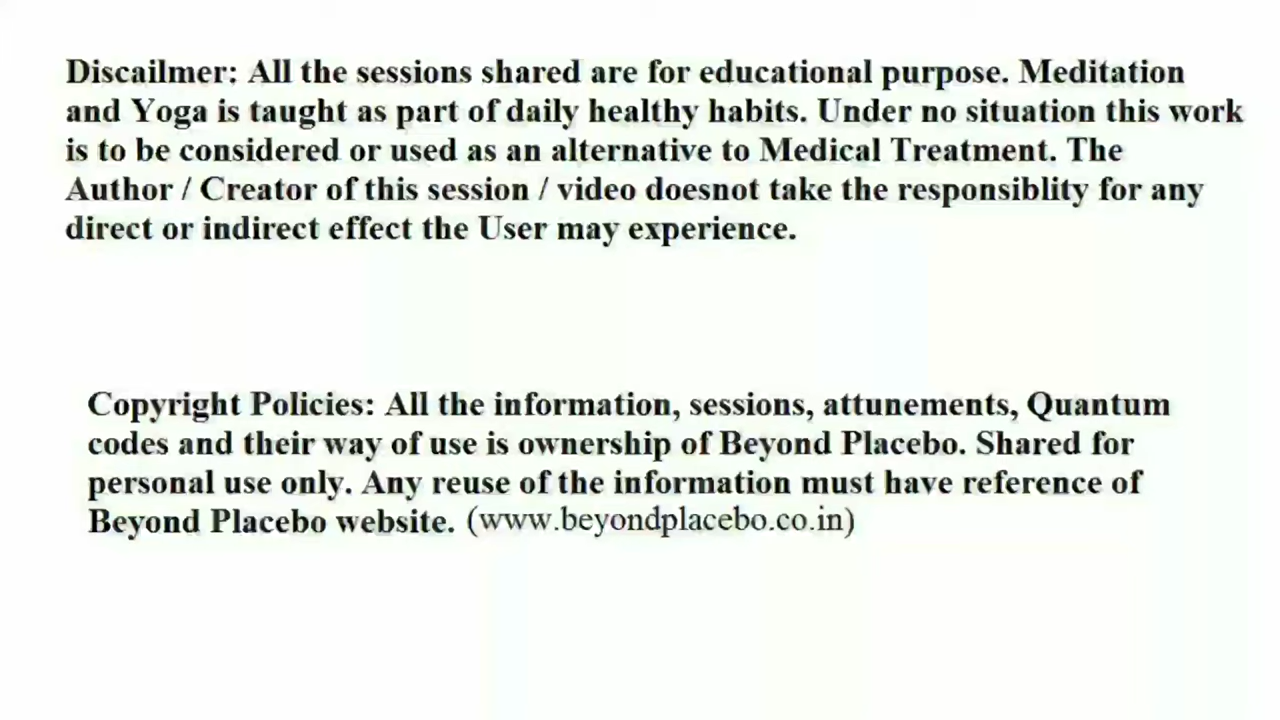 Discailmer: All the sessions shared are for educational purpose. Meditation
and Yoga is taught as part of daily healthy habits. Under no situation this work
is to be considered or used as an alternative to Medical Treatment. The
Author / Creator of this session / video doesnot take the responsiblity for any
direct or indirect effect the User may experience.
Copyright Policies: All the information, sessions, attunements, Quantum
codes and their way of use is ownership of Beyond Placebo. Shared for
personal use only. Any reuse of the information must have reference of
Beyond Placebo website. (www.beyondplacebo.co.in)